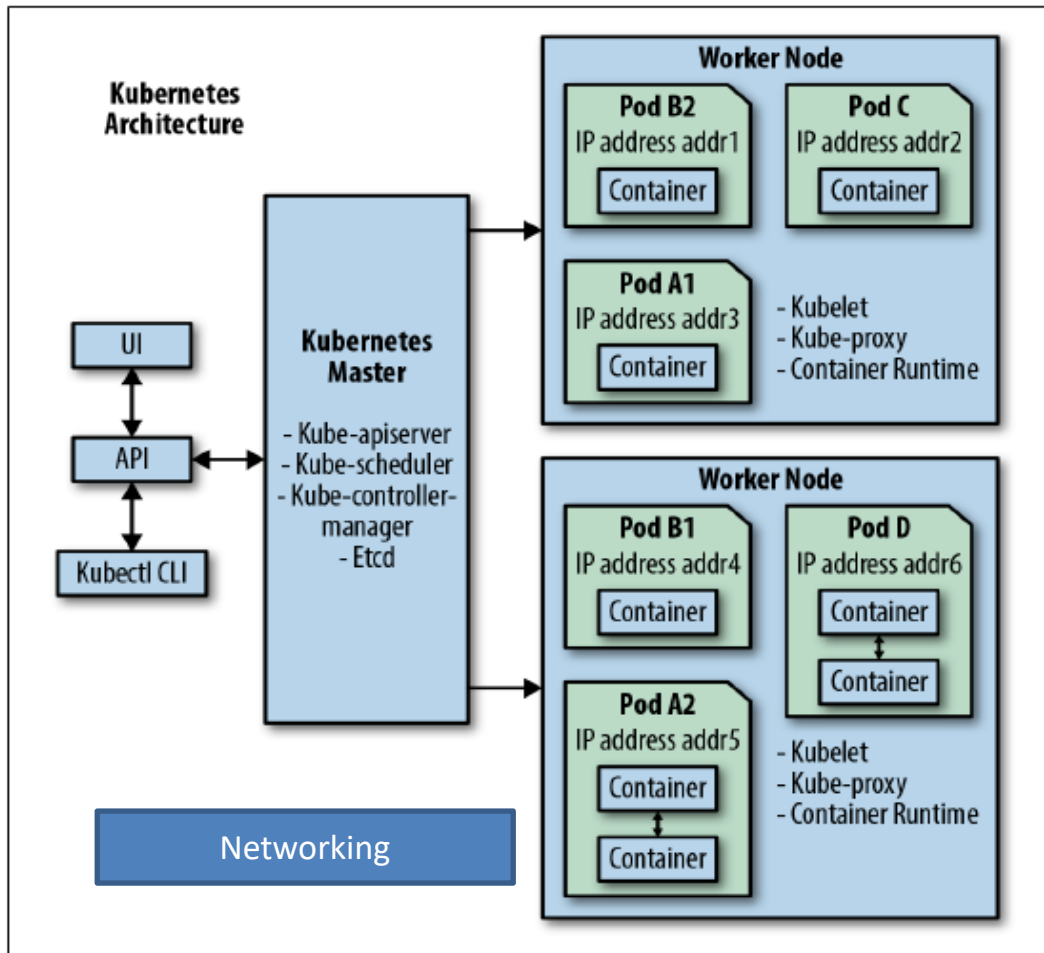 Kubernetes
Architecture
UI
API
Kubectl CLI
Kubernetes
Master
- Kube-apiserver
- Kube-scheduler
- Kube-controller-
manager
- Etcd
Worker Node
Pod B2
IP address addr1
Container
Pod C
IP address addr2
Container
Pod A1
IP address addr3
Container
- Kubelet
- Kube-proxy
- Container Runtime
Worker Node
Pod B1
IP address addr4
Container
Pod D
IP address addr6
Container
Container
Pod A2
IP address addr5
Container
Container
- Kubelet
- Kube-proxy
- Container Runtime
Networking